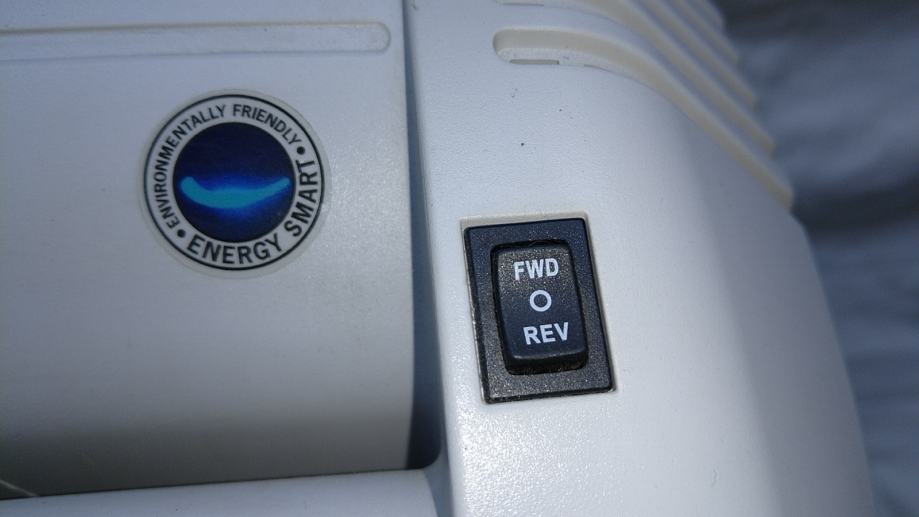 ENVIRONMENTALLY FRIENDLY
ENERGY SMART
FWD
O
REV